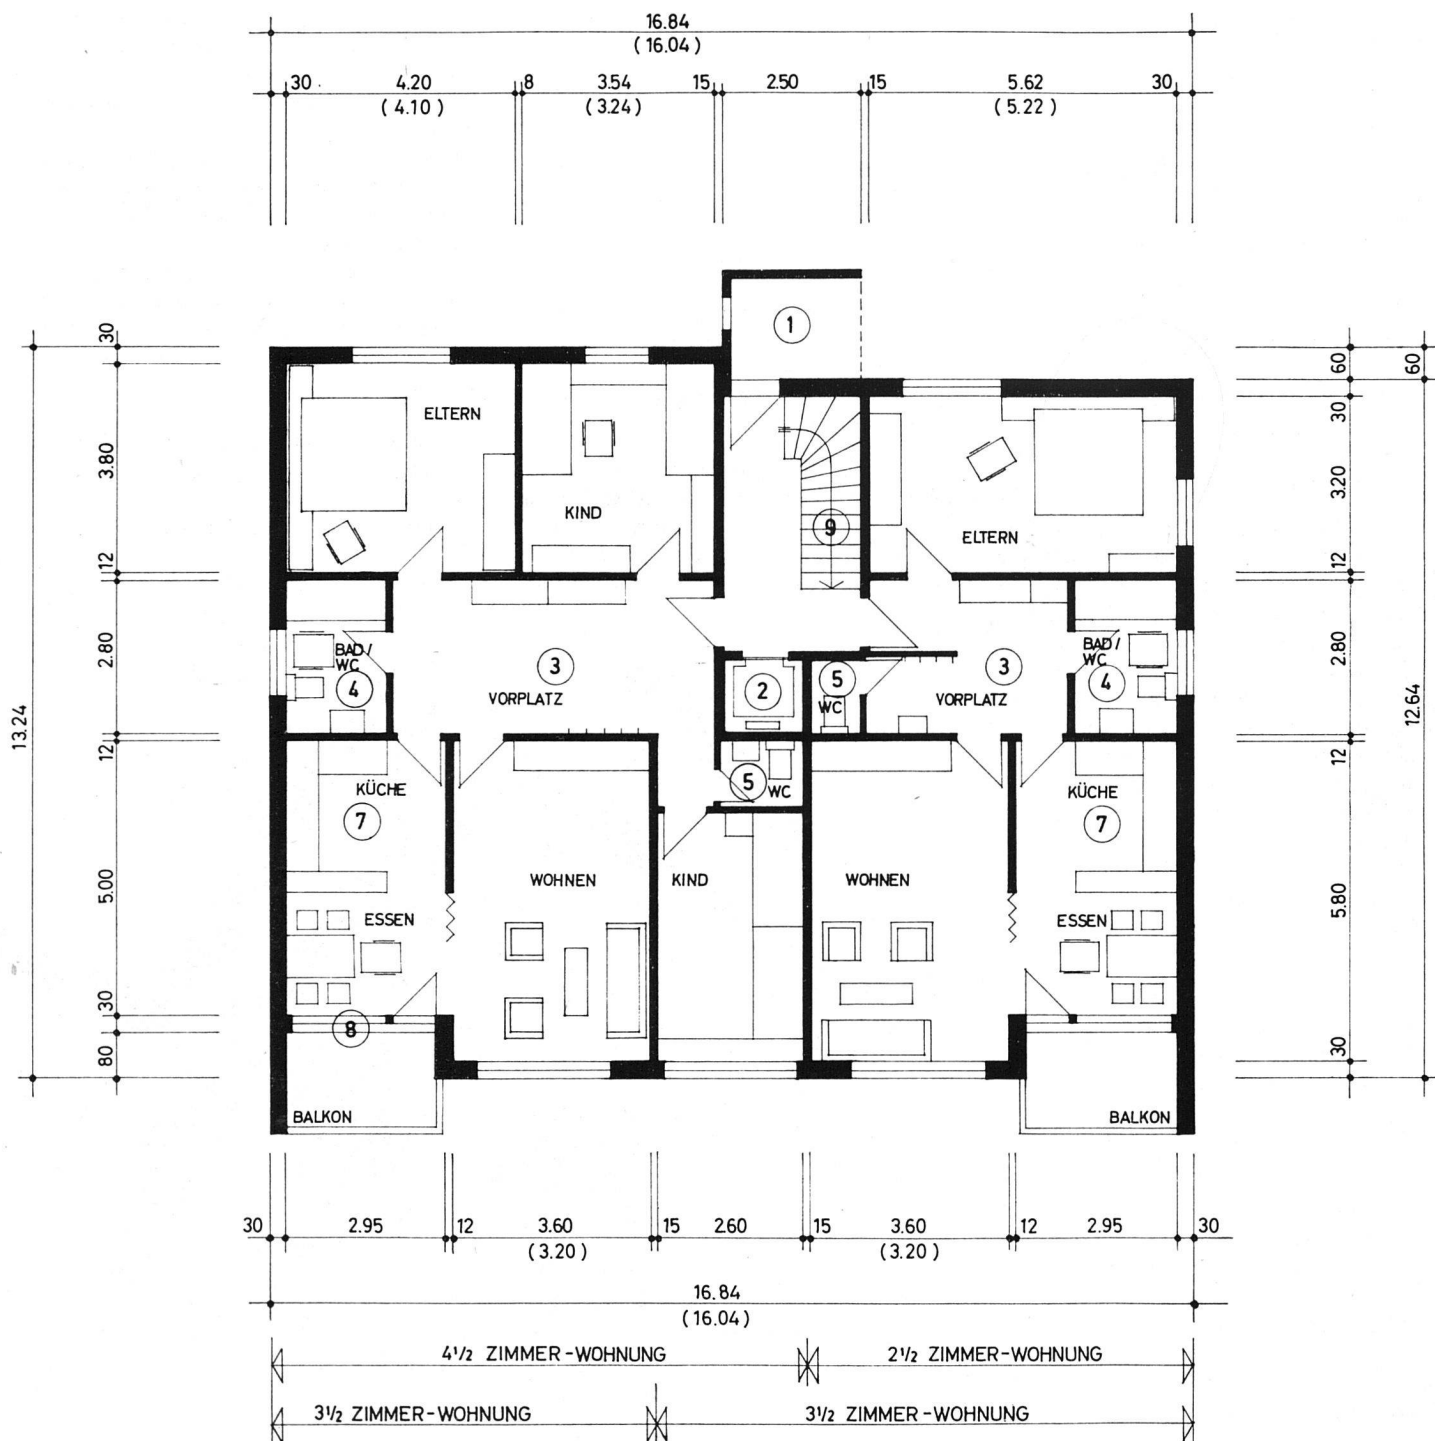 16.84
(16.04)
30 4.20 8 3.54 15 2.50 15 5.62 30
(4.10) (3.24) (5.22)
1
30
60
60
ELTERN
30
3.80
KIND
9
3.20
ELTERN
12
12
2.80
BAD/
WC
4
3
VORPLATZ
2
5
WC
3
VORPLATZ
BAD/
WC
4
2.80
13.24
12.64
12
KÜCHE
7
5
WC
KÜCHE
7
12
5.00
WOHNEN
KIND
WOHNEN
5.80
ESSEN
ESSEN
30
8
80
30
BALKON
BALKON
30 2.95 12 3.60 15 2.60 15 3.60 12 2.95 30
(3.20) (3.20)
16.84
(16.04)
4½ ZIMMER-WOHNUNG 2½ ZIMMER-WOHNUNG
3½ ZIMMER-WOHNUNG 3½ ZIMMER-WOHNUNG